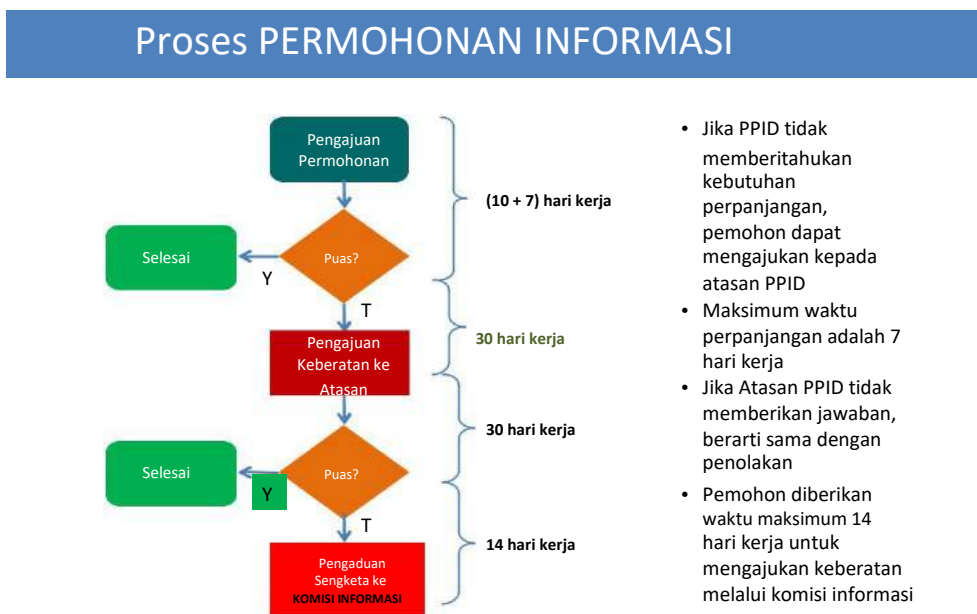 Proses PERMOHONAN INFORMASI
Pengajuan
Permohonan
(10 + 7) hari kerja
Selesai
Puas?
Y
T
Pengajuan
Keberatan ke
Atasan
30 hari kerja
30 hari kerja
Selesai
Puas?
Y
T
Pengaduan
Sengketa ke
KOMISI INFORMASI
14 hari kerja
• Jika PPID tidak
memberitahukan
kebutuhan
perpanjangan,
pemohon dapat
mengajukan kepada
atasan PPID
• Maksimum waktu
perpanjangan adalah 7
hari kerja
• Jika Atasan PPID tidak
memberikan jawaban,
berarti sama dengan
penolakan
• Pemohon diberikan
waktu maksimum 14
hari kerja untuk
mengajukan keberatan
melalui komisi informasi